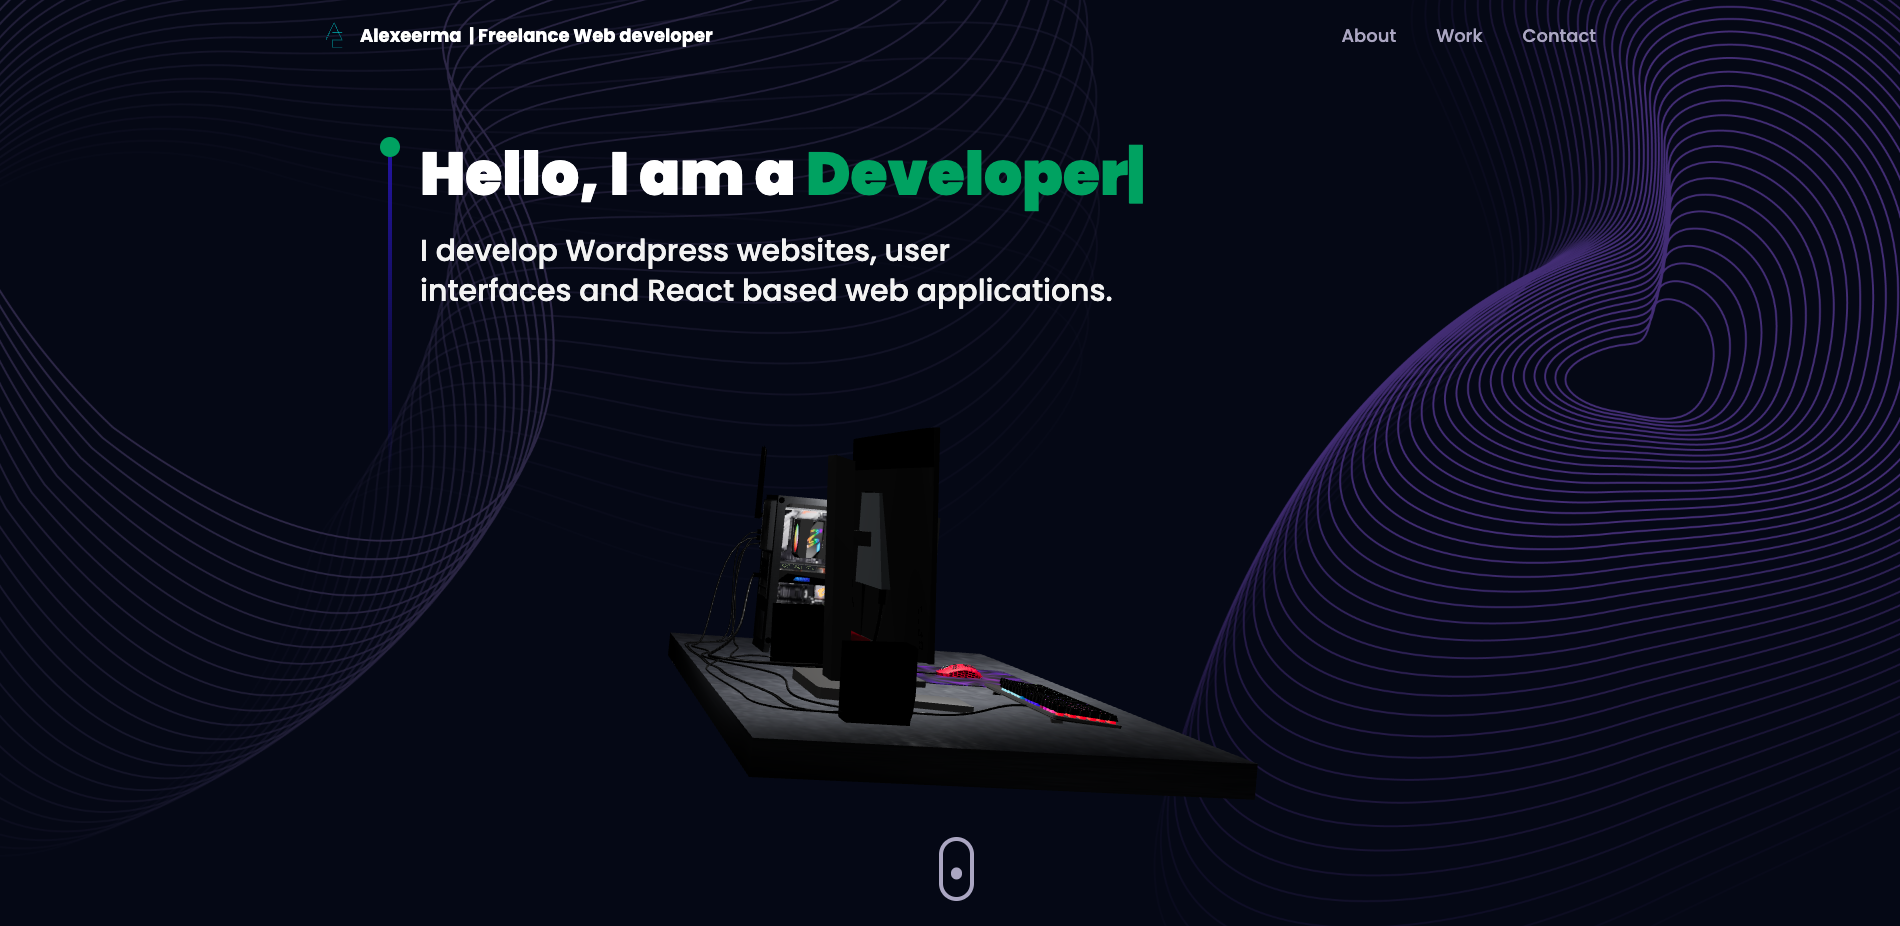 Alexeerma | Freelance Web developer
About
Work
Contact
Hello, I am a Developer|
I develop Wordpress websites, user
interfaces and React based web applications.